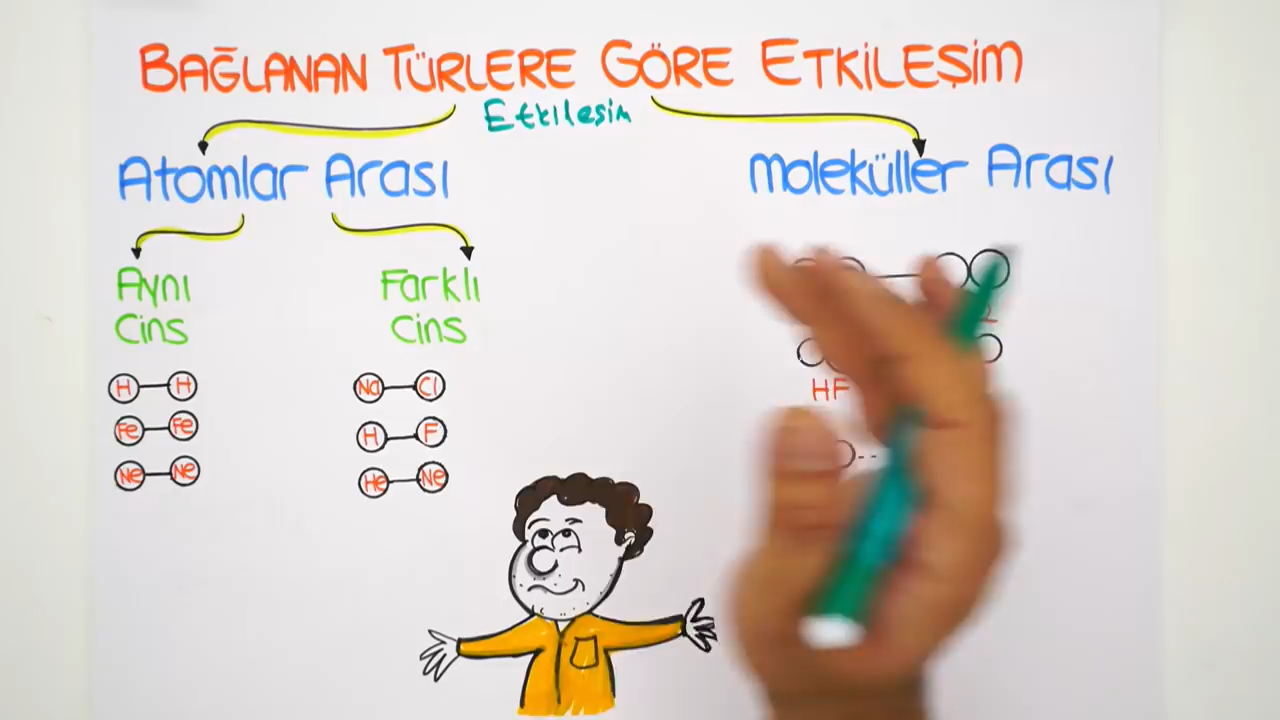 BAĞLANAN TÜRLERE GÖRE ETKİLEŞİM
Etkileşim
Atomlar Arası
Moleküller Arası
Aynı
Cins
Farklı
Cins
H H
Fe Fe
Ne Ne
Na Cl
H F
He Ne
HF